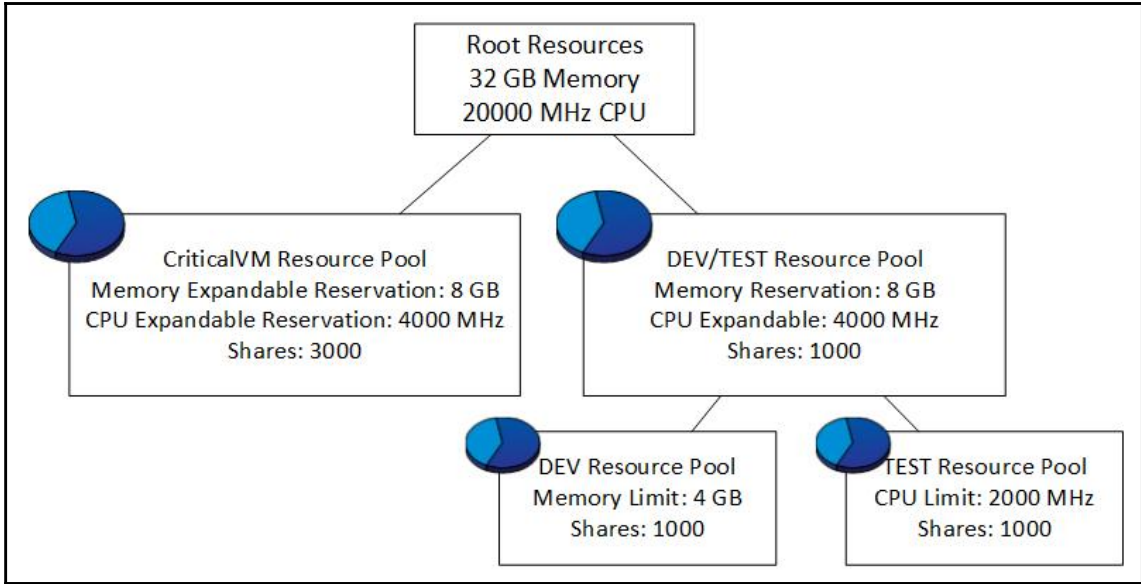 Root Resources
32 GB Memory
20000 MHz CPU
CriticalVM Resource Pool
Memory Expandable Reservation: 8 GB
CPU Expandable Reservation: 4000 MHz
Shares: 3000
DEV/TEST Resource Pool
Memory Reservation: 8 GB
CPU Expandable: 4000 MHz
Shares: 1000
DEV Resource Pool
Memory Limit: 4 GB
Shares: 1000
TEST Resource Pool
CPU Limit: 2000 MHz
Shares: 1000